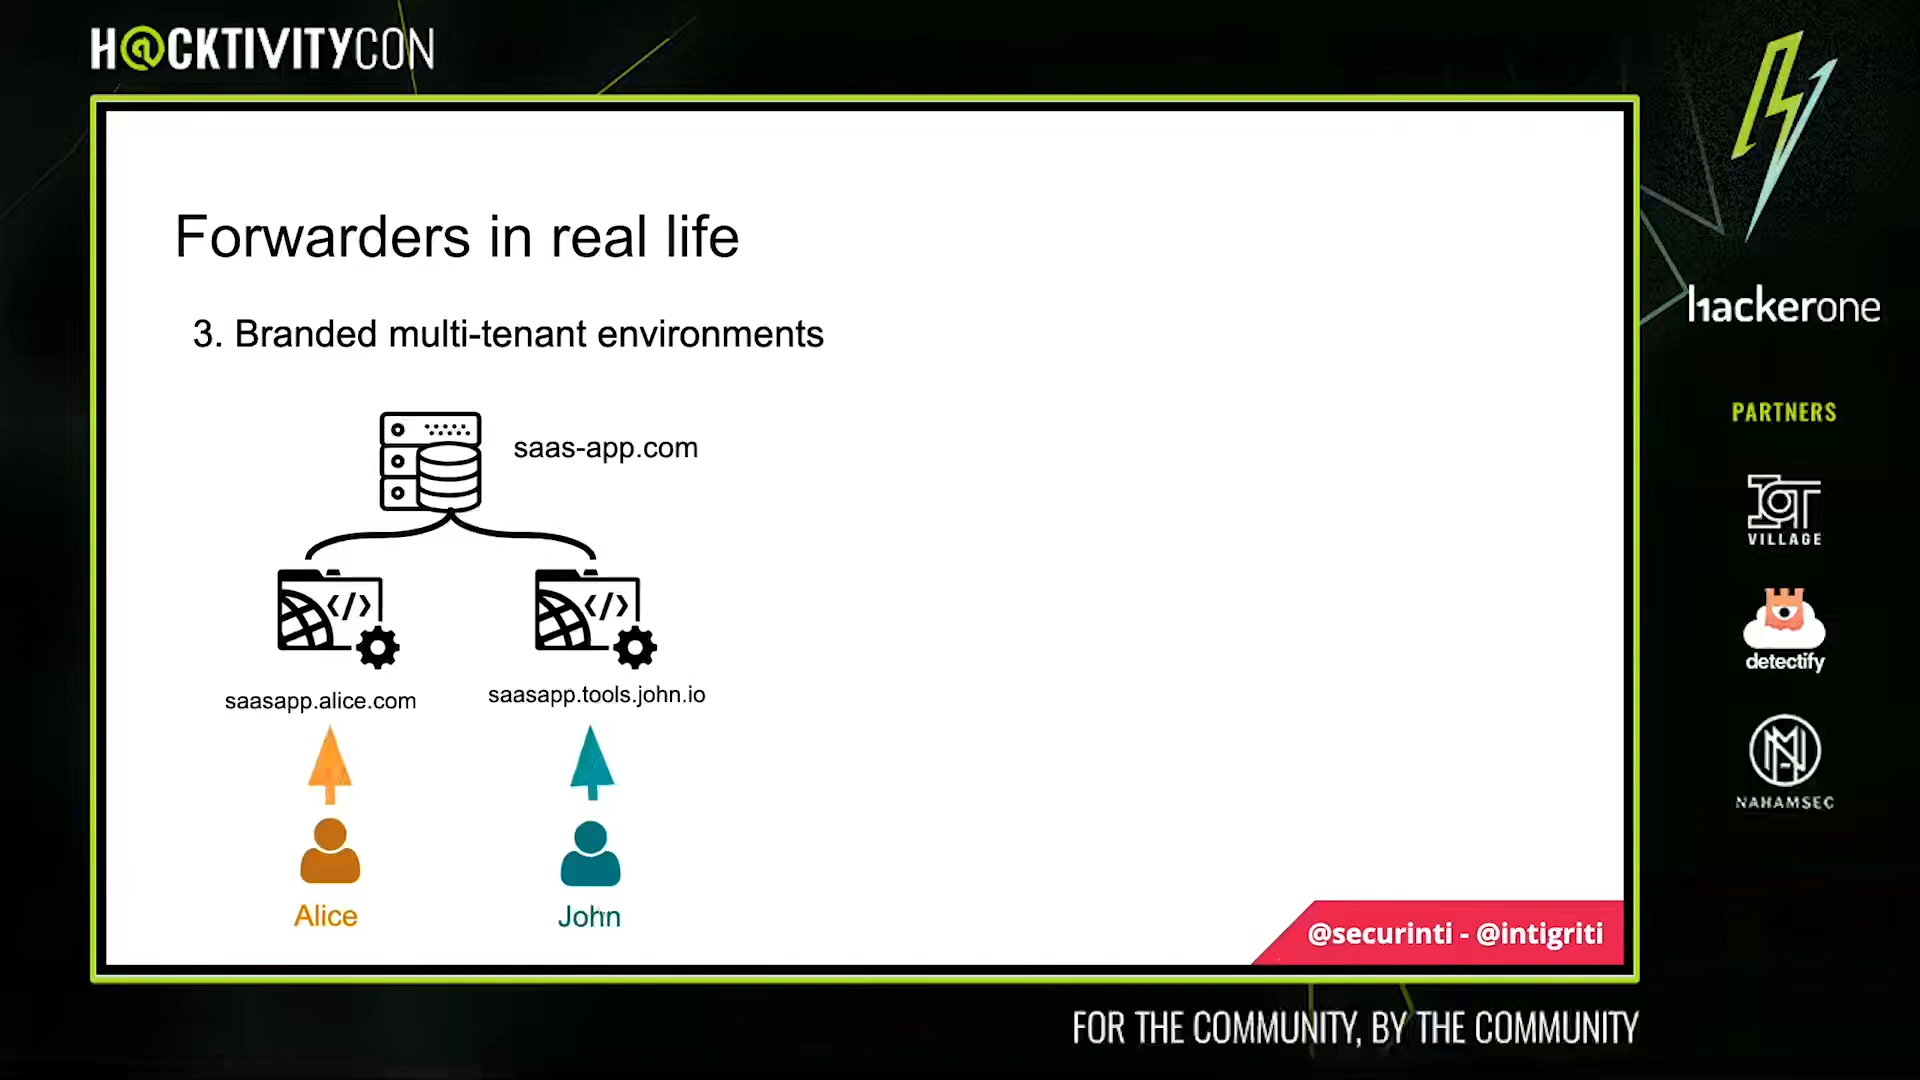 H@CKTIVITYCON
Forwarders in real life
3. Branded multi-tenant environments
saas-app.com
</>
</>
saasapp.alice.com
saasapp.tools.john.io
Alice
John
@securinti - @intigriti
hackerone
PARTNERS
IOT
VILLAGE
detectify
NAHAMSEC
FOR THE COMMUNITY, BY THE COMMUNITY